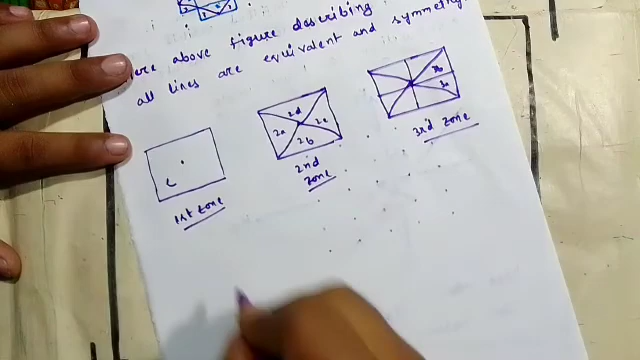 above figure describing
all lines are equivalent and symmetry.
2d
2a
2c
2b
3b
3a
1st zone
2nd
zone
3rd zone